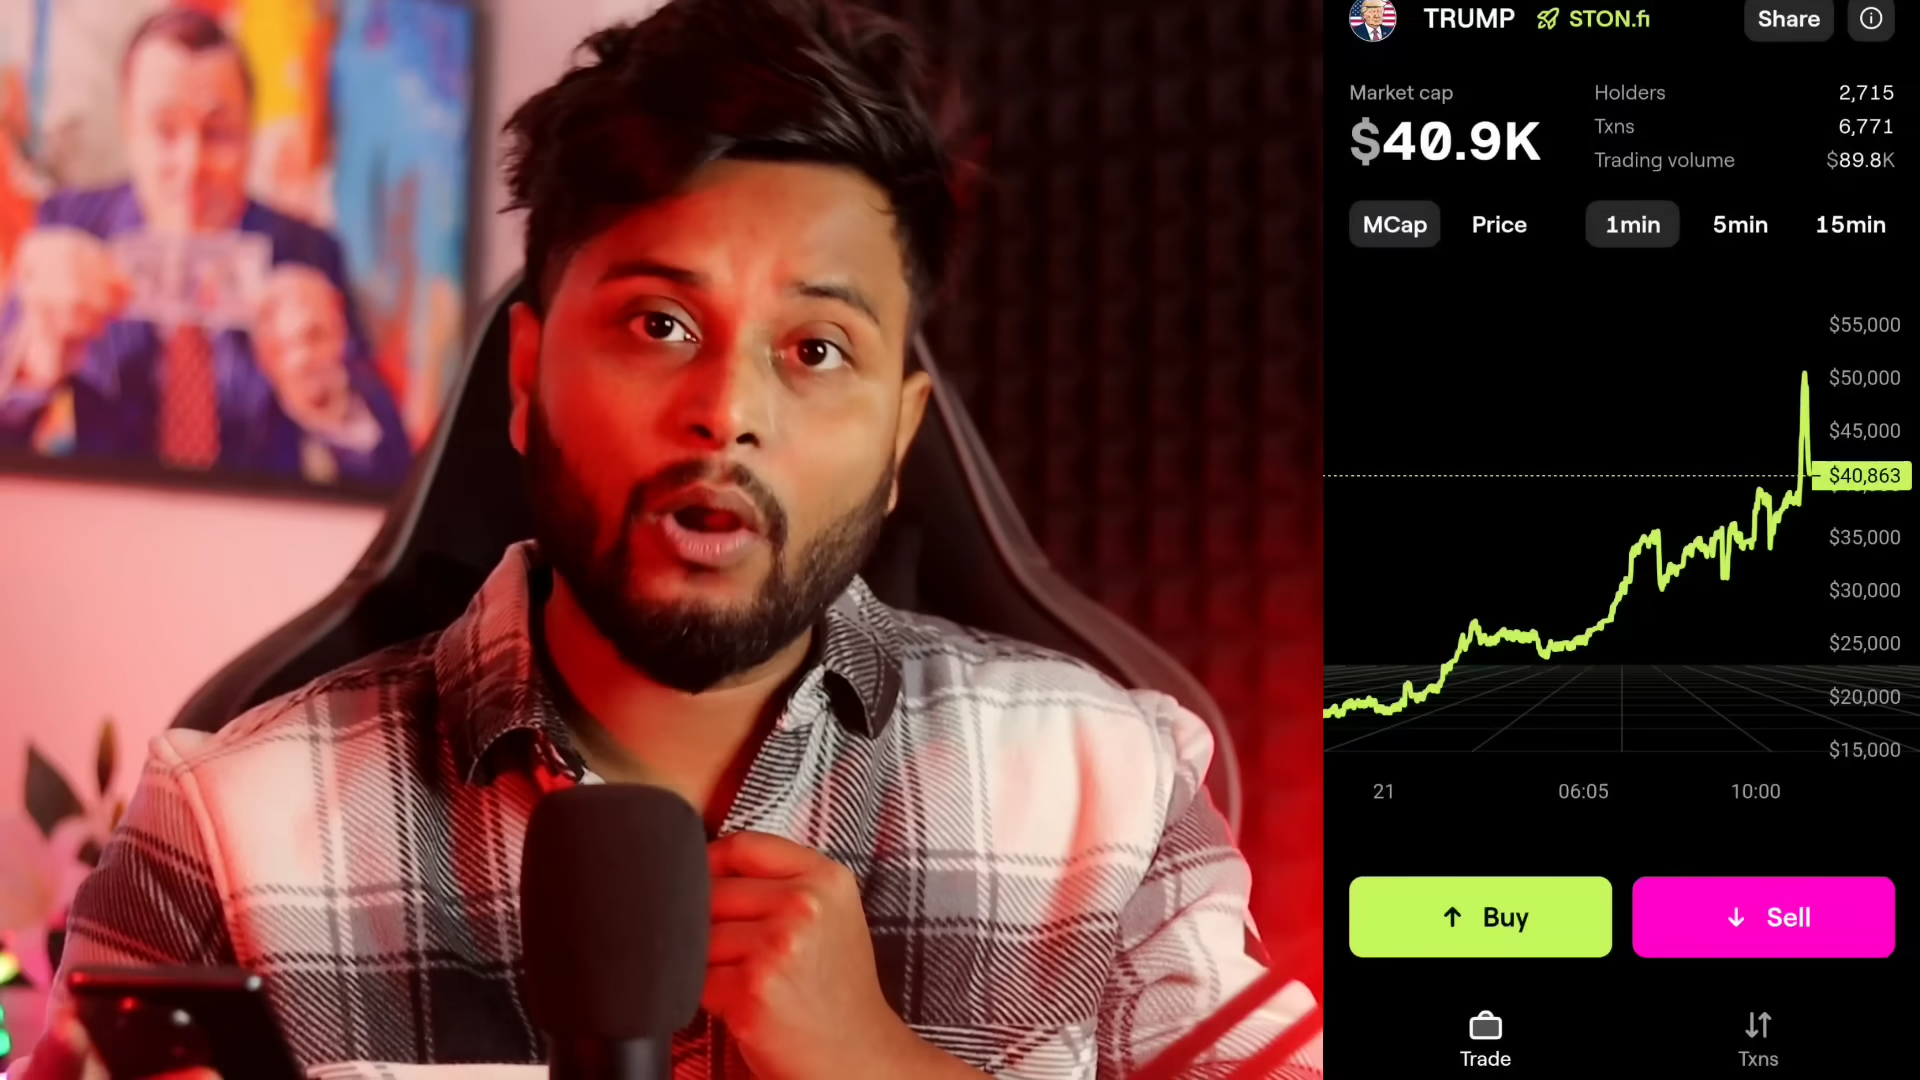 TRUMP STON.fi Share
Market cap
$40.9K
Holders 2,715
Txns 6,771
Trading volume $89.8K
MCap Price 1min 5min 15min
$55,000
$50,000
$45,000
$40,863
$35,000
$30,000
$25,000
$20,000
$15,000
21 06:05 10:00
↑ Buy ↓ Sell
Trade Txns